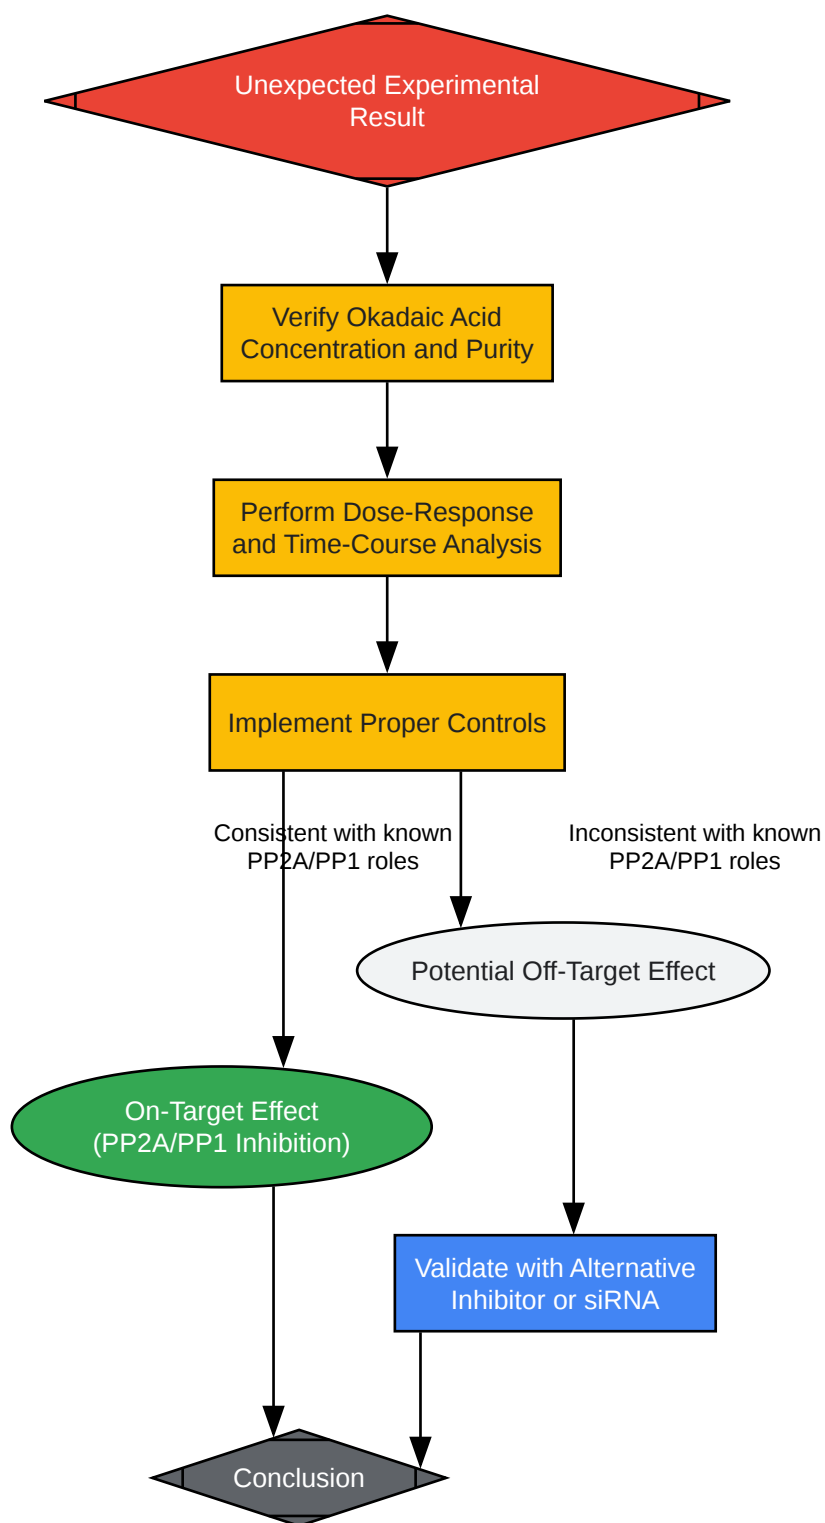 Unexpected Experimental
Result
Verify Okadaic Acid
Concentration and Purity
Perform Dose-Response
and Time-Course Analysis
Implement Proper Controls
Consistent with known
PP2A/PP1 roles
Inconsistent with known
PP2A/PP1 roles
Potential Off-Target Effect
On-Target Effect
(PP2A/PP1 Inhibition)
Validate with Alternative
Inhibitor or siRNA
Conclusion